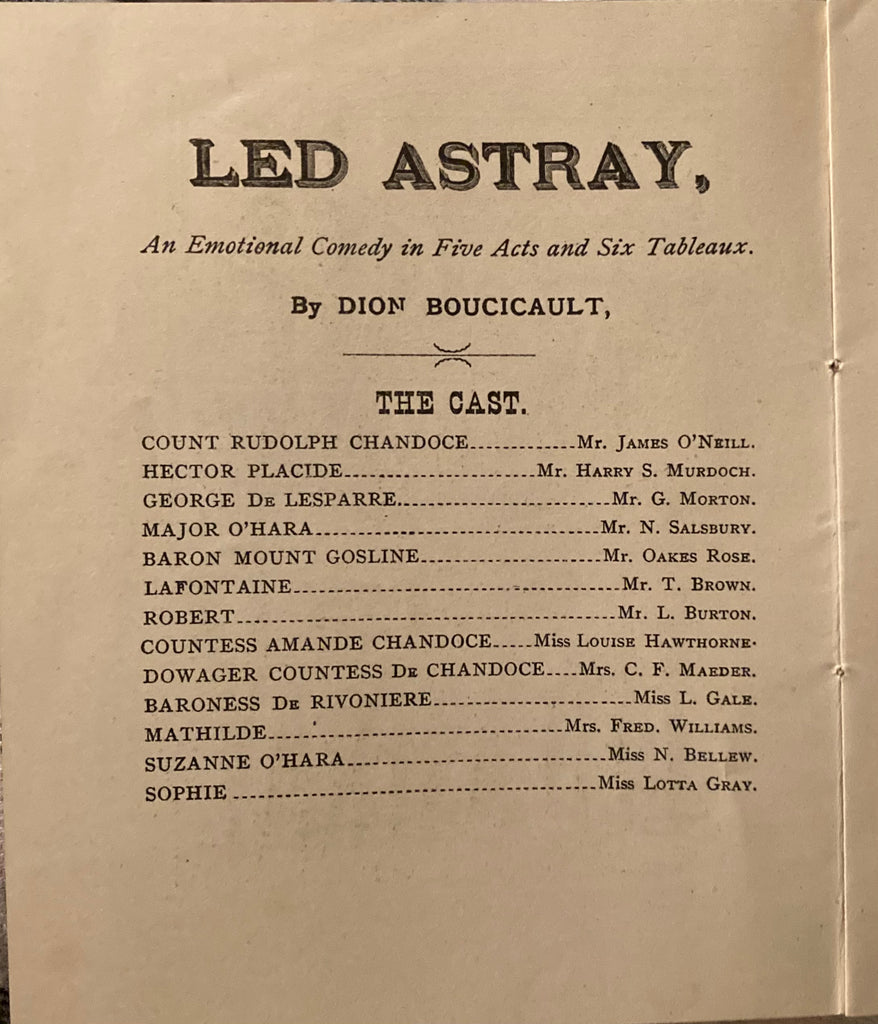 LED ASTRAY,
An Emotional Comedy in Five Acts and Six Tableaux.
By DION BOUCICAULT,
THE CAST.
COUNT RUDOLPH CHANDOCE.............Mr. JAMES O'NEILL.
HECTOR PLACIDE.......................Mr. HARRY S. MURDOCH.
GEORGE DE LESPARRE.........................Mr. G. MORTON.
MAJOR O'HARA.................................Mr. N. SALSBURY.
BARON MOUNT GOSLINE.....................Mr. OAKES ROSE.
LAFONTAINE......................................Mr. T. BROWN.
ROBERT............................................Mr. L. BURTON.
COUNTESS AMANDE CHANDOCE.....Miss LOUISE HAWTHORNE.
DOWAGER COUNTESS DE CHANDOCE....Mrs. C. F. MAEDER.
BARONESS DE RIVONIERE.......................Miss L. GALE.
MATHILDE..................................Mrs. FRED. WILLIAMS.
SUZANNE O'HARA..............................Miss N. BELLEW.
SOPHIE..........................................Miss LOTTA GRAY.